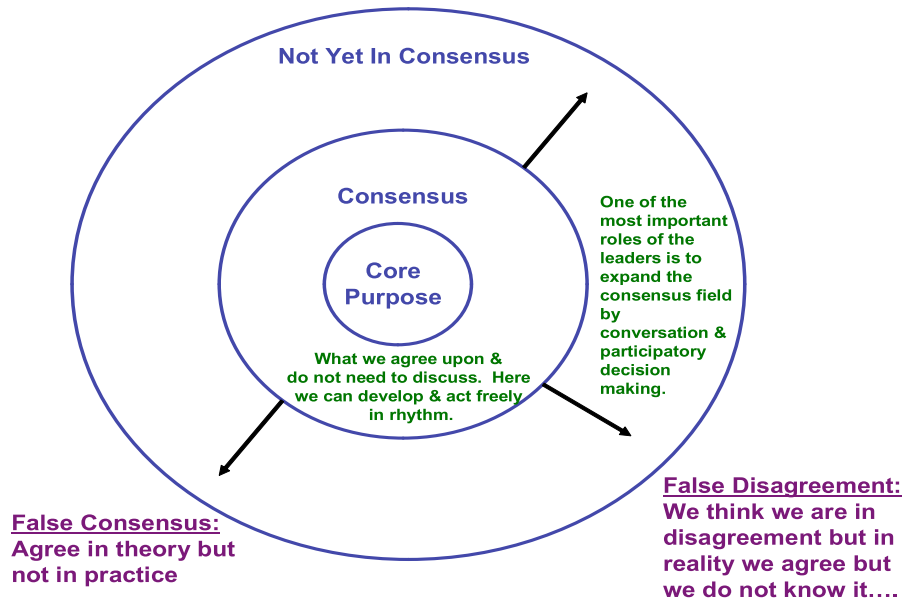 Not Yet In Consensus
Consensus
Core
Purpose
What we agree upon &
do not need to discuss.  Here
we can develop & act freely
in rhythm.
One of the
most important
roles of the
leaders is to
expand the
consensus field
by
conversation &
participatory
decision
making.
False Consensus:
Agree in theory but
not in practice
False Disagreement:
We think we are in
disagreement but in
reality we agree but
we do not know it….